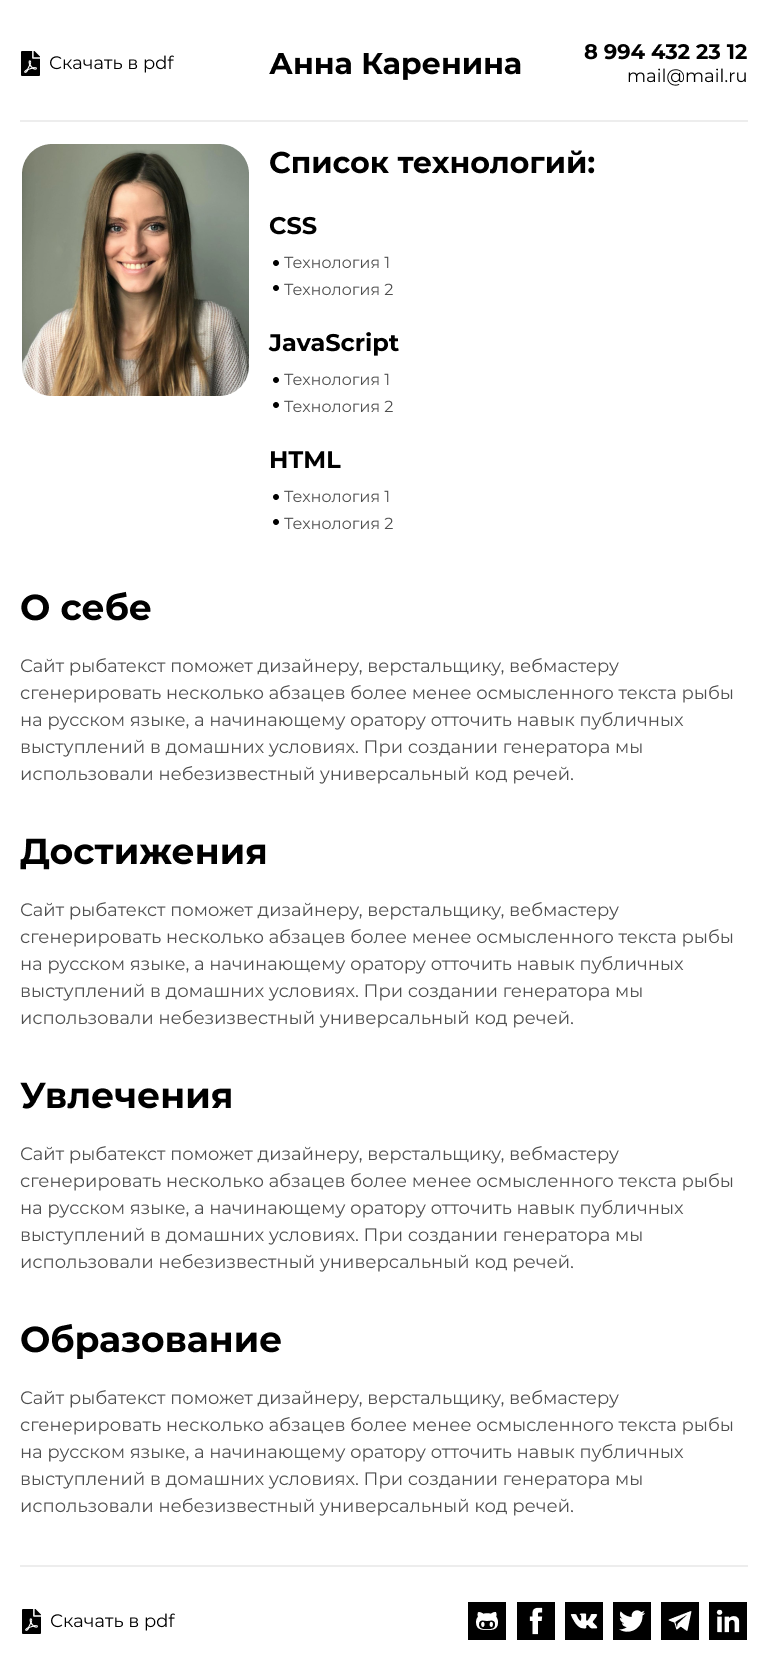 Скачать в pdf
Анна Каренина
8 994 432 23 12
mail@mail.ru
Список технологий:
CSS
Технология 1
Технология 2
JavaScript
Технология 1
Технология 2
HTML
Технология 1
Технология 2
О себе
Сайт рыбатекст поможет дизайнеру, верстальщику, вебмастеру
сгенерировать несколько абзацев более менее осмысленного текста рыбы
на русском языке, а начинающему оратору отточить навык публичных
выступлений в домашних условиях. При создании генератора мы
использовали небезизвестный универсальный код речей.
Достижения
Сайт рыбатекст поможет дизайнеру, верстальщику, вебмастеру
сгенерировать несколько абзацев более менее осмысленного текста рыбы
на русском языке, а начинающему оратору отточить навык публичных
выступлений в домашних условиях. При создании генератора мы
использовали небезизвестный универсальный код речей.
Увлечения
Сайт рыбатекст поможет дизайнеру, верстальщику, вебмастеру
сгенерировать несколько абзацев более менее осмысленного текста рыбы
на русском языке, а начинающему оратору отточить навык публичных
выступлений в домашних условиях. При создании генератора мы
использовали небезизвестный универсальный код речей.
Образование
Сайт рыбатекст поможет дизайнеру, верстальщику, вебмастеру
сгенерировать несколько абзацев более менее осмысленного текста рыбы
на русском языке, а начинающему оратору отточить навык публичных
выступлений в домашних условиях. При создании генератора мы
использовали небезизвестный универсальный код речей.
Скачать в pdf